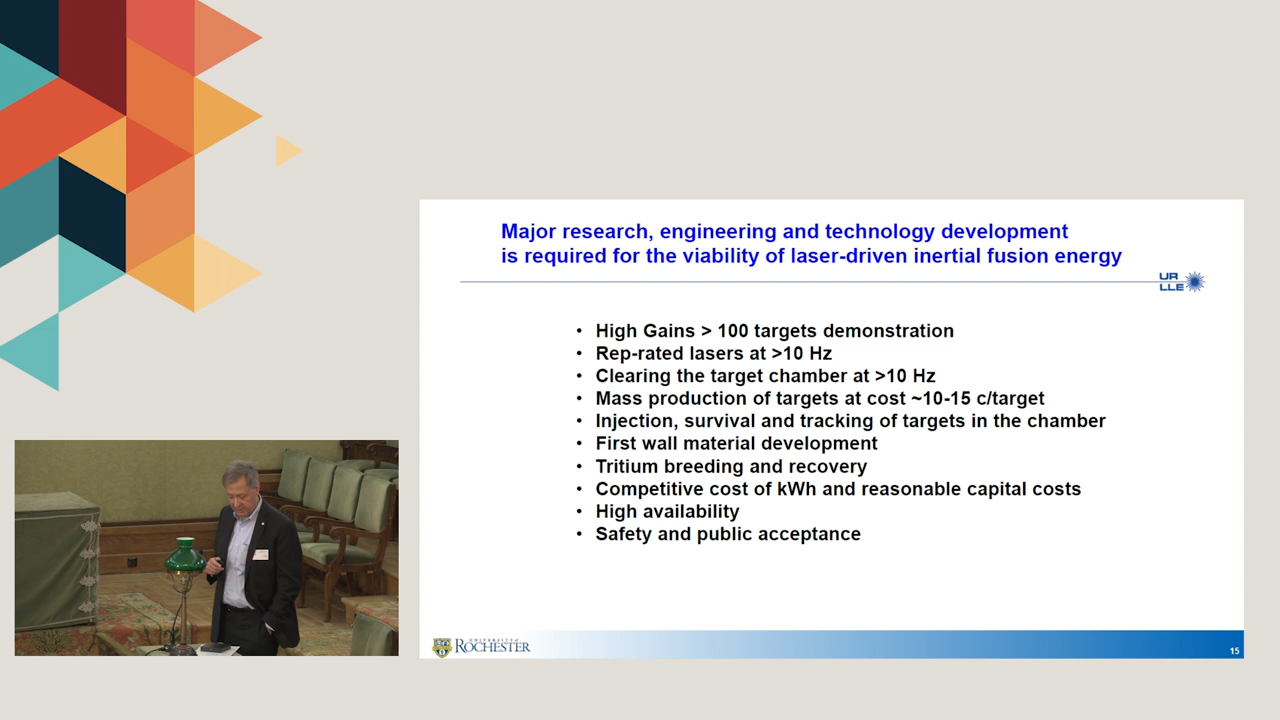 Major research, engineering and technology development
is required for the viability of laser-driven inertial fusion energy
UR
LLE
• High Gains > 100 targets demonstration
• Rep-rated lasers at >10 Hz
• Clearing the target chamber at >10 Hz
• Mass production of targets at cost ~10-15 c/target
• Injection, survival and tracking of targets in the chamber
• First wall material development
• Tritium breeding and recovery
• Competitive cost of kWh and reasonable capital costs
• High availability
• Safety and public acceptance
UNIVERSITY of
ROCHESTER
15